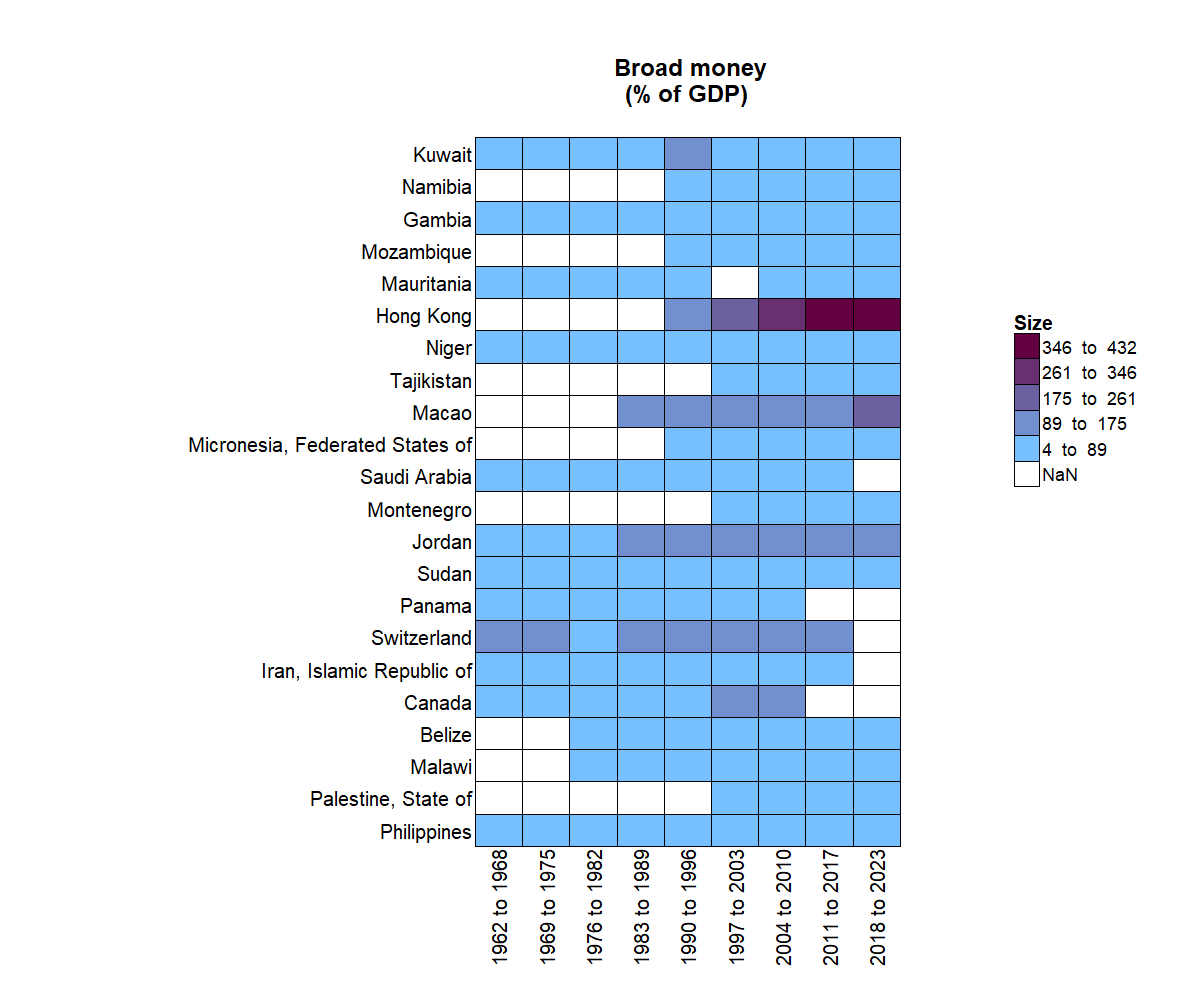 Broad money
(% of GDP)
Kuwait
Namibia
Gambia
Mozambique
Mauritania
Hong Kong
Niger
Tajikistan
Macao
Micronesia, Federated States of
Saudi Arabia
Montenegro
Jordan
Sudan
Panama
Switzerland
Iran, Islamic Republic of
Canada
Belize
Malawi
Palestine, State of
Philippines
1962 to 1968
1969 to 1975
1976 to 1982
1983 to 1989
1990 to 1996
1997 to 2003
2004 to 2010
2011 to 2017
2018 to 2023
Size
346 to 432
261 to 346
175 to 261
89 to 175
4 to 89
NaN